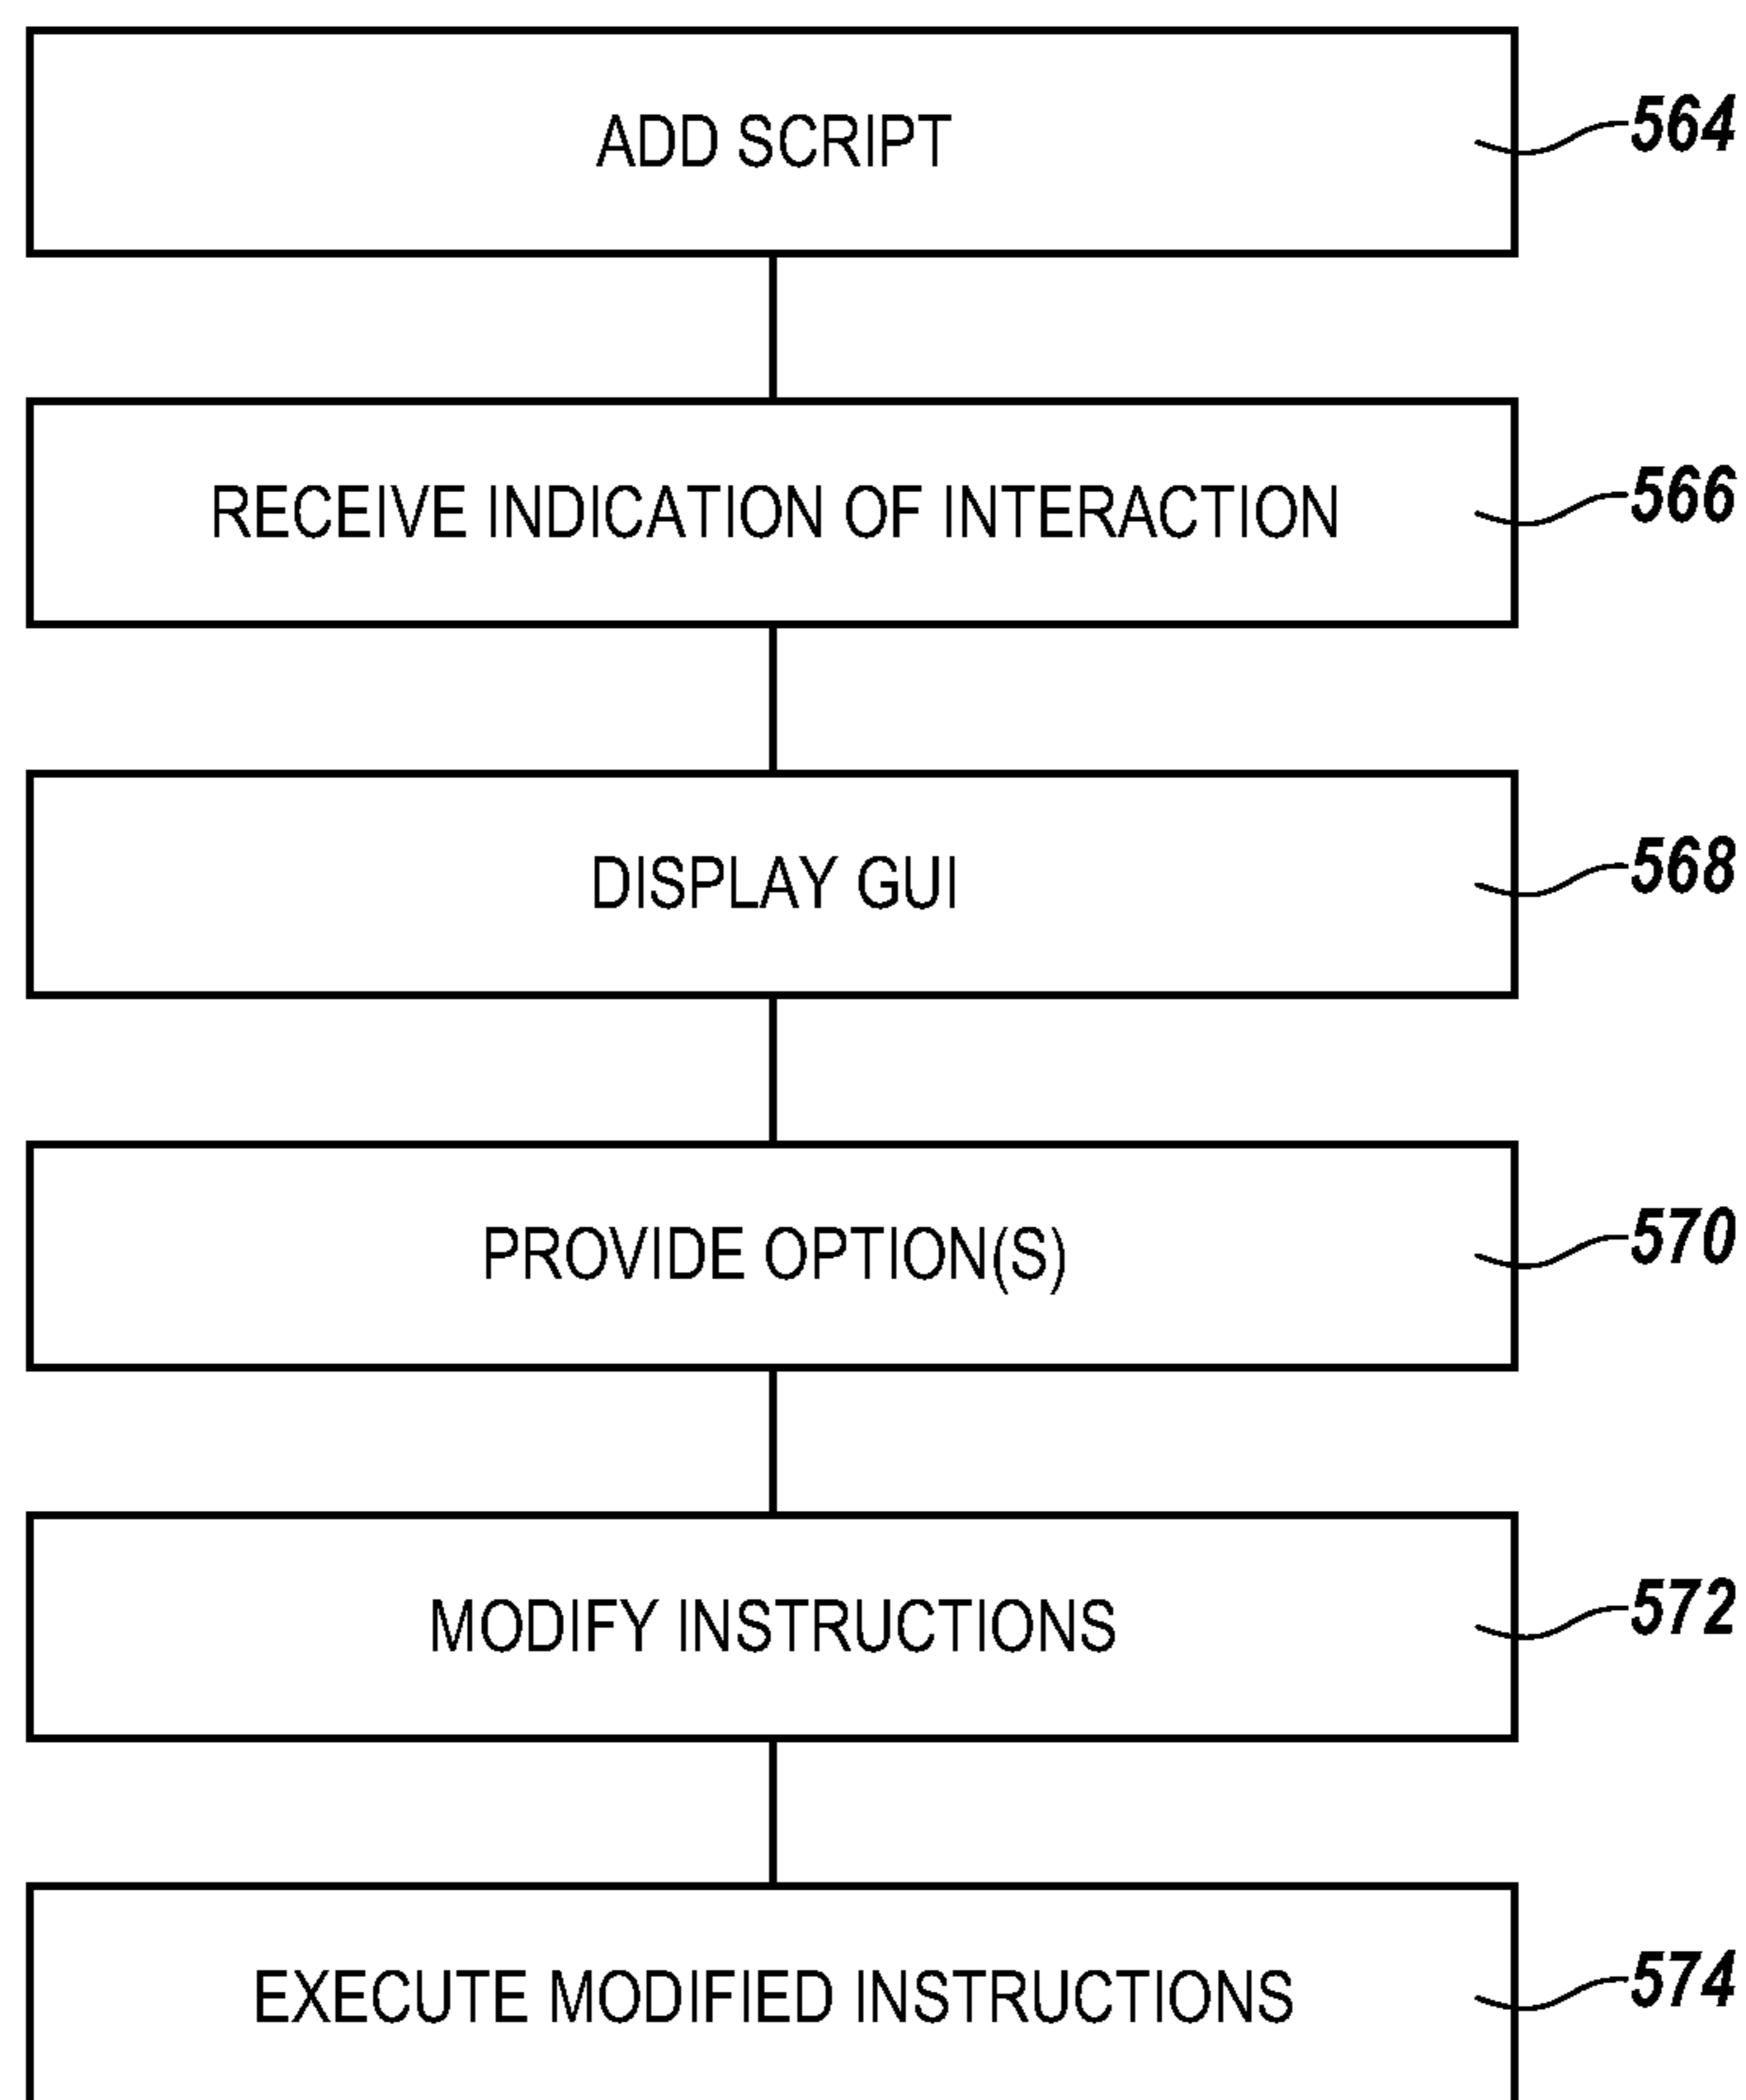 ADD SCRIPT 564
RECEIVE INDICATION OF INTERACTION 566
DISPLAY GUI 568
PROVIDE OPTION(S) 570
MODIFY INSTRUCTIONS 572
EXECUTE MODIFIED INSTRUCTIONS 574